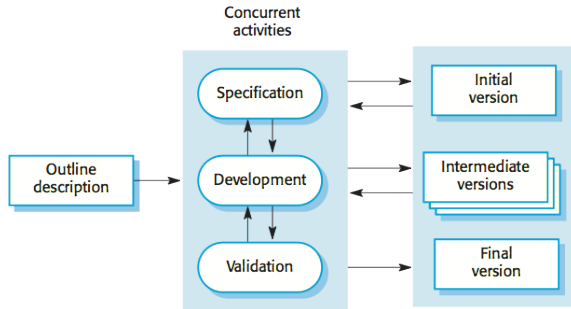 Concurrent
activities
Specification
Initial
version
Outline
description
Development
Intermediate
versions
Validation
Final
version